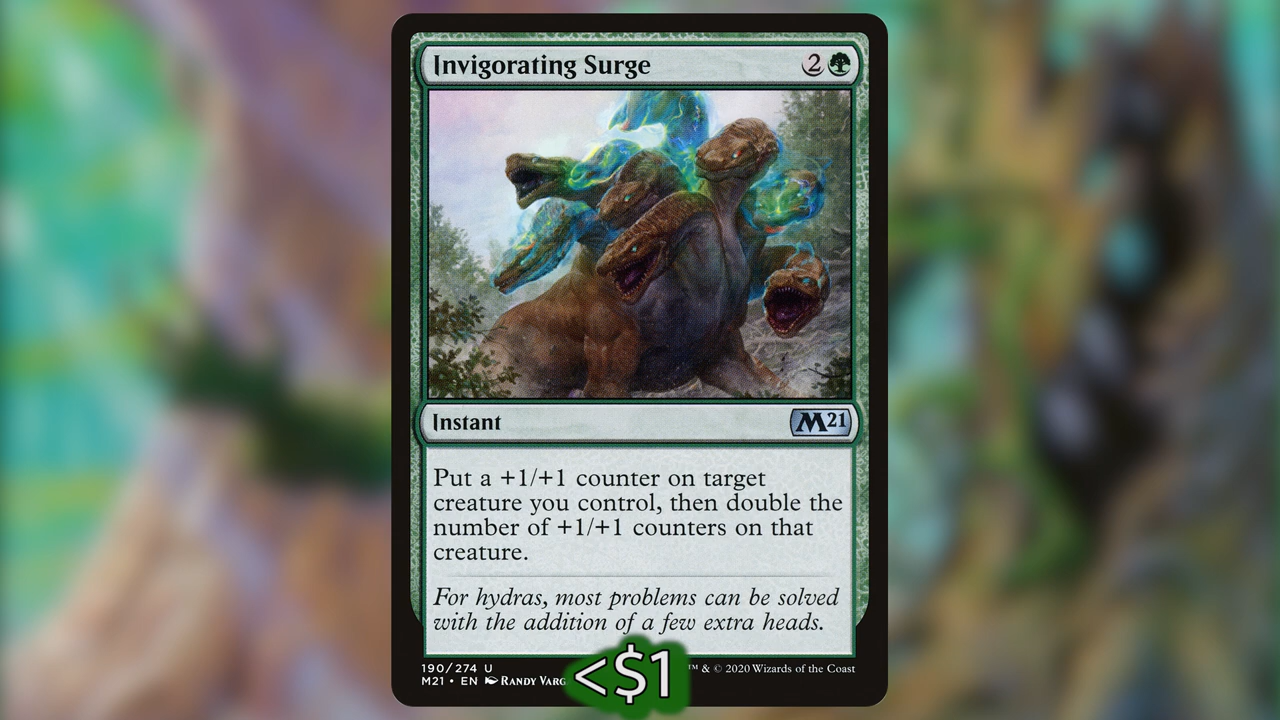 Invigorating Surge 2
Instant M21
Put a +1/+1 counter on target
creature you control, then double the
number of +1/+1 counters on that
creature.
For hydras, most problems can be solved
with the addition of a few extra heads.
190/274 U ™ & © 2020 Wizards of the Coast
M21 • EN RANDY VARG
<$1